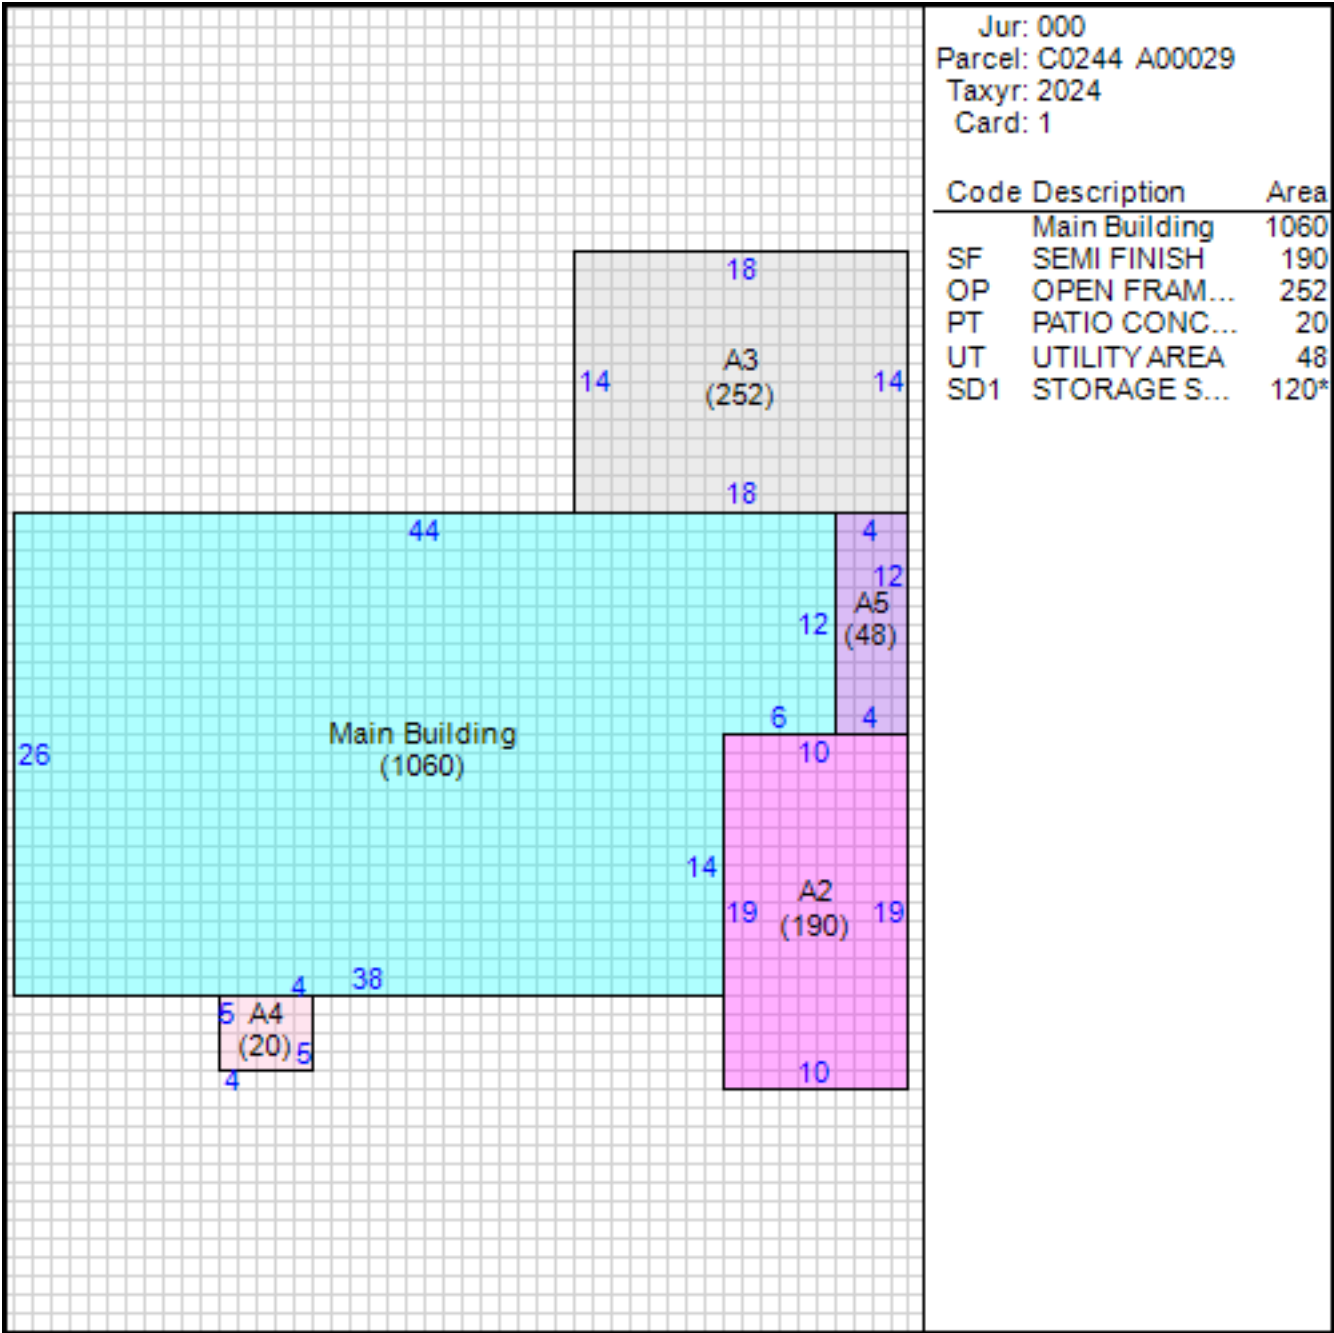 Jur: 000
Parcel: C0244 A00029
Taxyr: 2024
Card: 1
Code Description Area
Main Building 1060
SF SEMI FINISH 190
OP OPEN FRAM... 252
PT PATIO CONC... 20
UT UTILITY AREA 48
SD1 STORAGE S... 120*
18
A3
14 14
(252)
18
44 4
12
A5
12 (48)
6 4
Main Building
26 10
(1060)
14
A2
19 19
(190)
38
4
5 A4
(20) 5
4 10